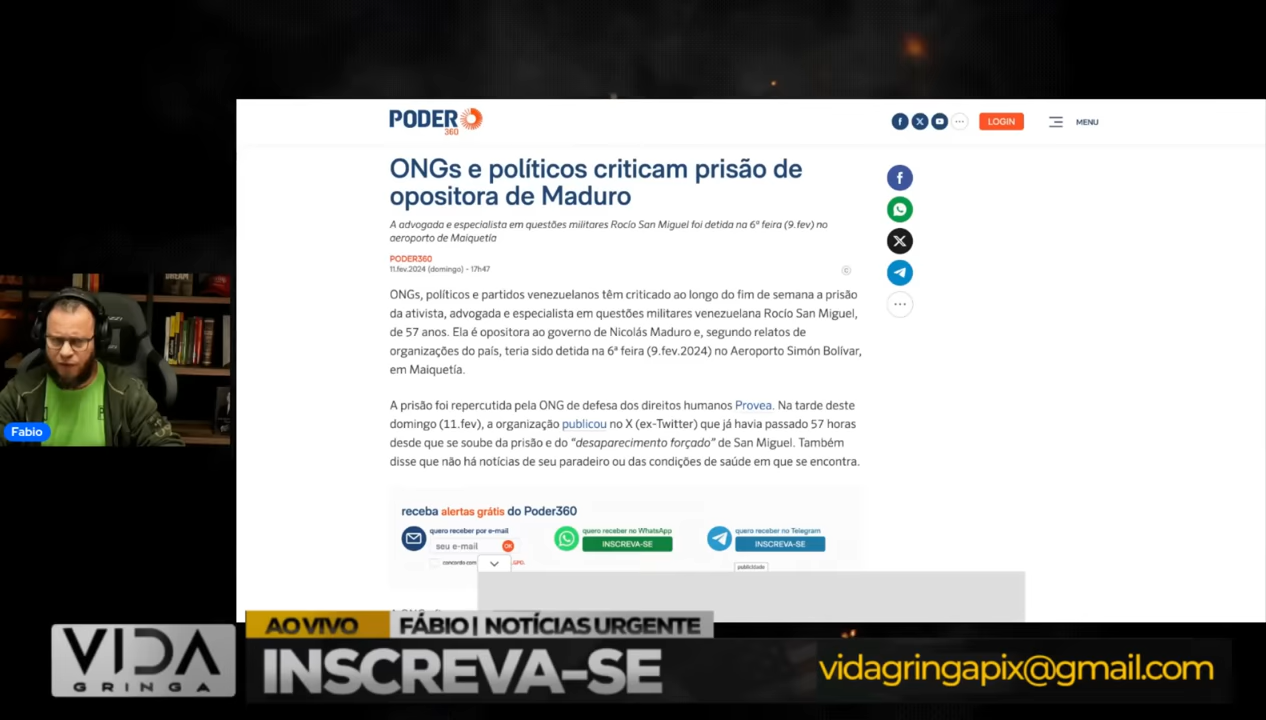 PODER
360
LOGIN
MENU
ONGs e políticos criticam prisão de
opositora de Maduro
A advogada e especialista em questões militares Rocío San Miguel foi detida na 6ª feira (9.fev) no
aeroporto de Maiquetía
PODER360
11.fev.2024 (domingo) - 17h47
ONGs, políticos e partidos venezuelanos têm criticado ao longo do fim de semana a prisão
da ativista, advogada e especialista em questões militares venezuelana Rocío San Miguel,
de 57 anos. Ela é opositora ao governo de Nicolás Maduro e, segundo relatos de
organizações do país, teria sido detida na 6ª feira (9.fev.2024) no Aeroporto Simón Bolívar,
em Maiquetía.
A prisão foi repercutida pela ONG de defesa dos direitos humanos Provea. Na tarde deste
domingo (11.fev), a organização publicou no X (ex-Twitter) que já havia passado 57 horas
desde que se soube da prisão e do "desaparecimento forçado" de San Miguel. Também
disse que não há notícias de seu paradeiro ou das condições de saúde em que se encontra.
Fabio
receba alertas grátis do Poder360
quero receber por e-mail
seu e-mail OK
concordo com
LGPD.
quero receber no WhatsApp
INSCREVA-SE
quero receber no Telegram
INSCREVA-SE
publicidade
AO VIVO
FÁBIO | NOTÍCIAS URGENTE
VIDA
GRINGA
INSCREVA-SE
vidagringapix@gmail.com